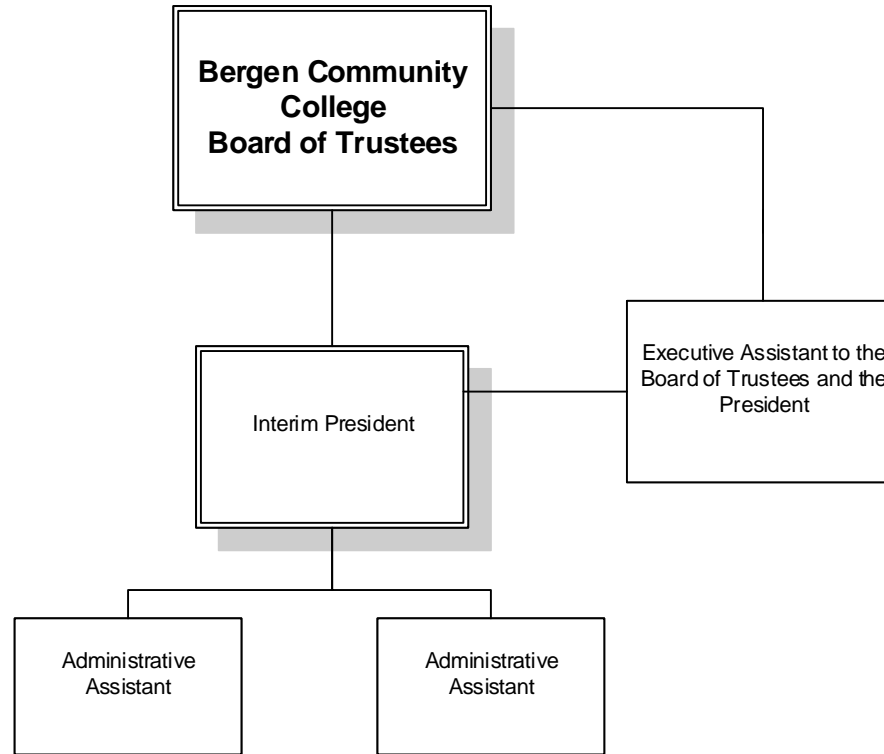 Bergen Community
College
Board of Trustees
Executive Assistant to the
Board of Trustees and the
President
Interim President
Administrative
Assistant
Administrative
Assistant